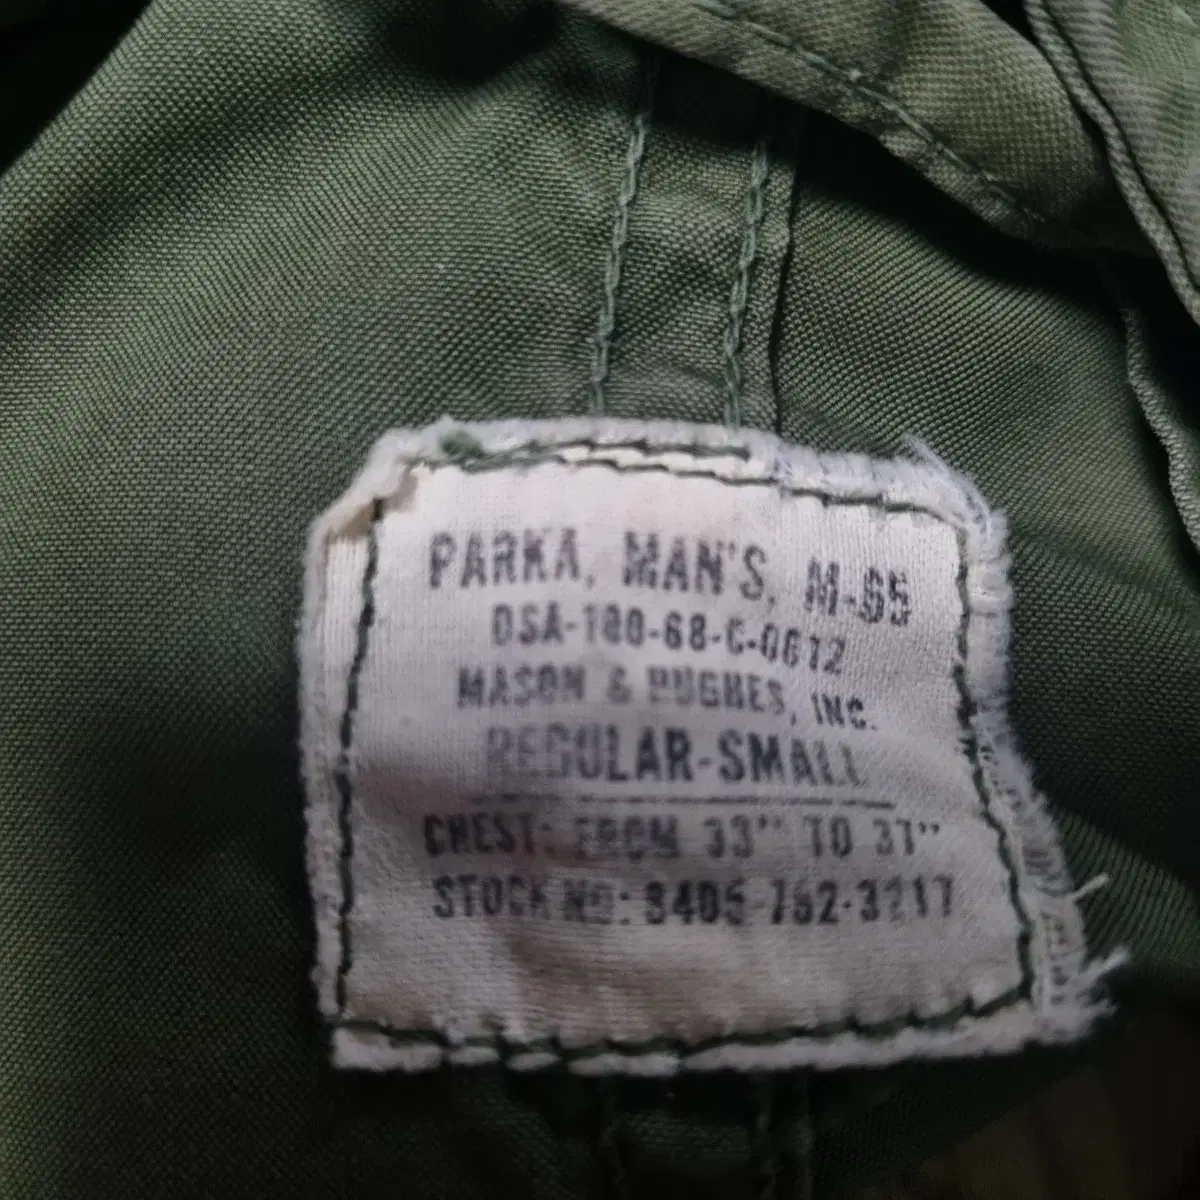 PARKA, MAN'S, M-65
DSA-100-68-C-0612
MASON & HUGHES, INC.
REGULAR-SMALL
CHEST: FROM 33" TO 37"
STOCK NO: 8405-782-3217